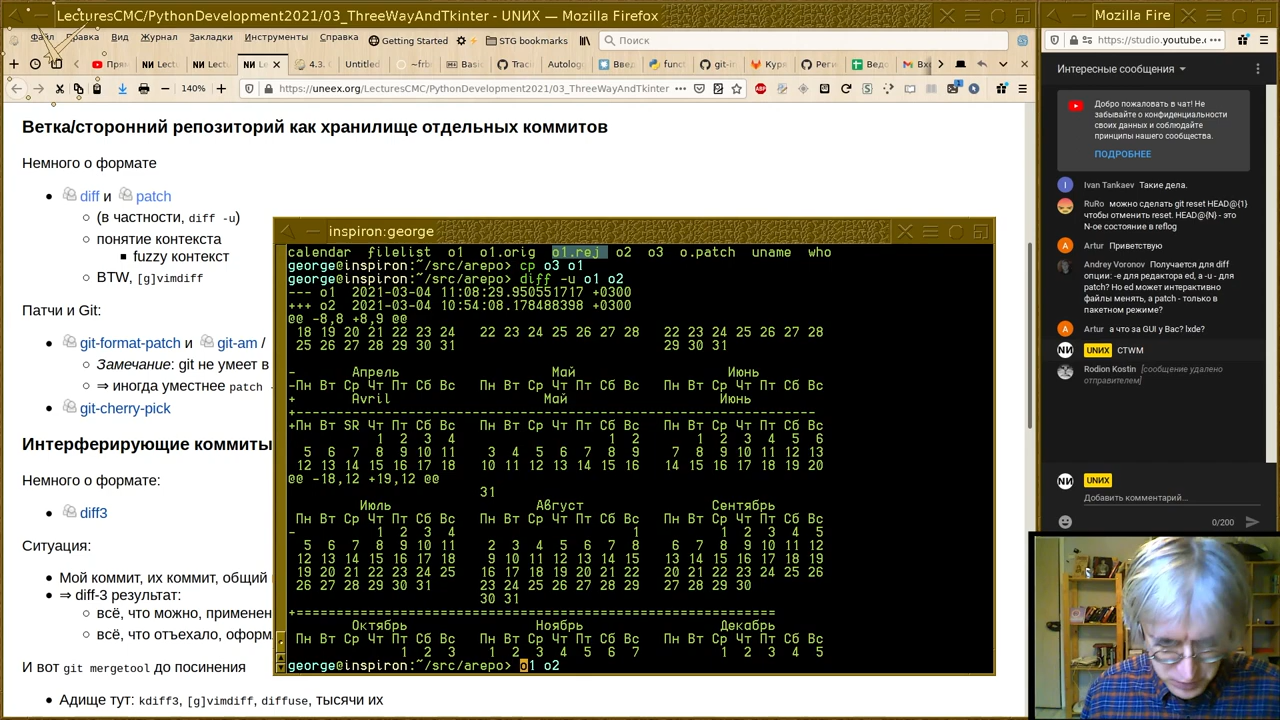 LecturesCMC/PythonDevelopment2021/03_ThreeWayAndTkinter - UNИX — Mozilla Firefox
Файл Правка Вид Журнал Закладки Инструменты Справка Getting Started STG bookmarks Поиск
Пря NИ Lect NИ Lect NИ Le 4.3. Untitled ~frb Basic Traci Autolog Введ funct git-in Куря Реги Вед Вхо
140% https://uneex.org/LecturesCMC/PythonDevelopment2021/03_ThreeWayAndTkinter
Ветка/сторонний репозиторий как хранилище отдельных коммитов
Немного о формате
diff и patch
(в частности, diff -u)
понятие контекста
fuzzy контекст
BTW, [g]vimdiff
Патчи и Git:
git-format-patch и git-am /
Замечание: git не умеет в
⇒ иногда уместнее patch -
git-cherry-pick
Интерферирующие коммиты
Немного о формате:
diff3
Ситуация:
Мой коммит, их коммит, общий
⇒ diff-3 результат:
всё, что можно, применен
всё, что отъехало, оформ
И вот git mergetool до посинения
Адище тут: kdiff3, [g]vimdiff, diffuse, тысячи их
inspiron:george
calendar filelist o1 o1.orig o1.rej o2 o3 o.patch uname who
george@inspiron:~/src/arepo> cp o3 o1
george@inspiron:~/src/arepo> diff -u o1 o2
--- o1 2021-03-04 11:08:29.950551717 +0300
+++ o2 2021-03-04 10:54:08.178489398 +0300
@@ -8,8 +8,9 @@
18 19 20 21 22 23 24 22 23 24 25 26 27 28 22 23 24 25 26 27 28
25 26 27 28 29 30 31 29 30 31
- Апрель Май Июнь
-Пн Вт Ср Чт Пт Сб Вс Пн Вт Ср Чт Пт Сб Вс Пн Вт Ср Чт Пт Сб Вс
+ Avril Май Июнь
+------------------------------------------------------------------
+Пн Вт SR Чт Пт Сб Вс Пн Вт Ср Чт Пт Сб Вс Пн Вт Ср Чт Пт Сб Вс
1 2 3 4 1 2 1 2 3 4 5 6
5 6 7 8 9 10 11 3 4 5 6 7 8 9 7 8 9 10 11 12 13
12 13 14 15 16 17 18 10 11 12 13 14 15 16 14 15 16 17 18 19 20
@@ -18,12 +19,12 @@
31
Июль Август Сентябрь
Пн Вт Ср Чт Пт Сб Вс Пн Вт Ср Чт Пт Сб Вс Пн Вт Ср Чт Пт Сб Вс
- 1 2 3 4 1 1 2 3 4 5
5 6 7 8 9 10 11 2 3 4 5 6 7 8 6 7 8 9 10 11 12
12 13 14 15 16 17 18 9 10 11 12 13 14 15 13 14 15 16 17 18 19
19 20 21 22 23 24 25 16 17 18 19 20 21 22 20 21 22 23 24 25 26
26 27 28 29 30 31 23 24 25 26 27 28 29 27 28 29 30
30 31
+=============================================================
Октябрь Ноябрь Декабрь
Пн Вт Ср Чт Пт Сб Вс Пн Вт Ср Чт Пт Сб Вс Пн Вт Ср Чт Пт Сб Вс
1 2 3 1 2 3 4 5 6 7 1 2 3 4 5
george@inspiron:~/src/arepo> o1 o2
Mozilla Fire
https://studio.youtube.c
Интересные сообщения
Добро пожаловать в чат! Не
забывайте о конфиденциальности
своих данных и соблюдайте
принципы нашего сообщества.
ПОДРОБНЕЕ
Ivan Tankaev Такие дела.
RuRo можно сделать git reset HEAD@{1}
чтобы отменить reset. HEAD@{N} - это
N-ое состояние в reflog
Artur Приветствую
Andrey Voronov Получается для diff
опции: -e для редактора ed, а -u - для
patch? Но ed может интерактивно
файлы менять, а patch - только в
пакетном режиме?
Artur а что за GUI у Вас? lxde?
NИ UNИX CTWM
Rodion Kostin [сообщение удалено
отправителем]
NИ UNИX
Добавить комментарий...
0/200